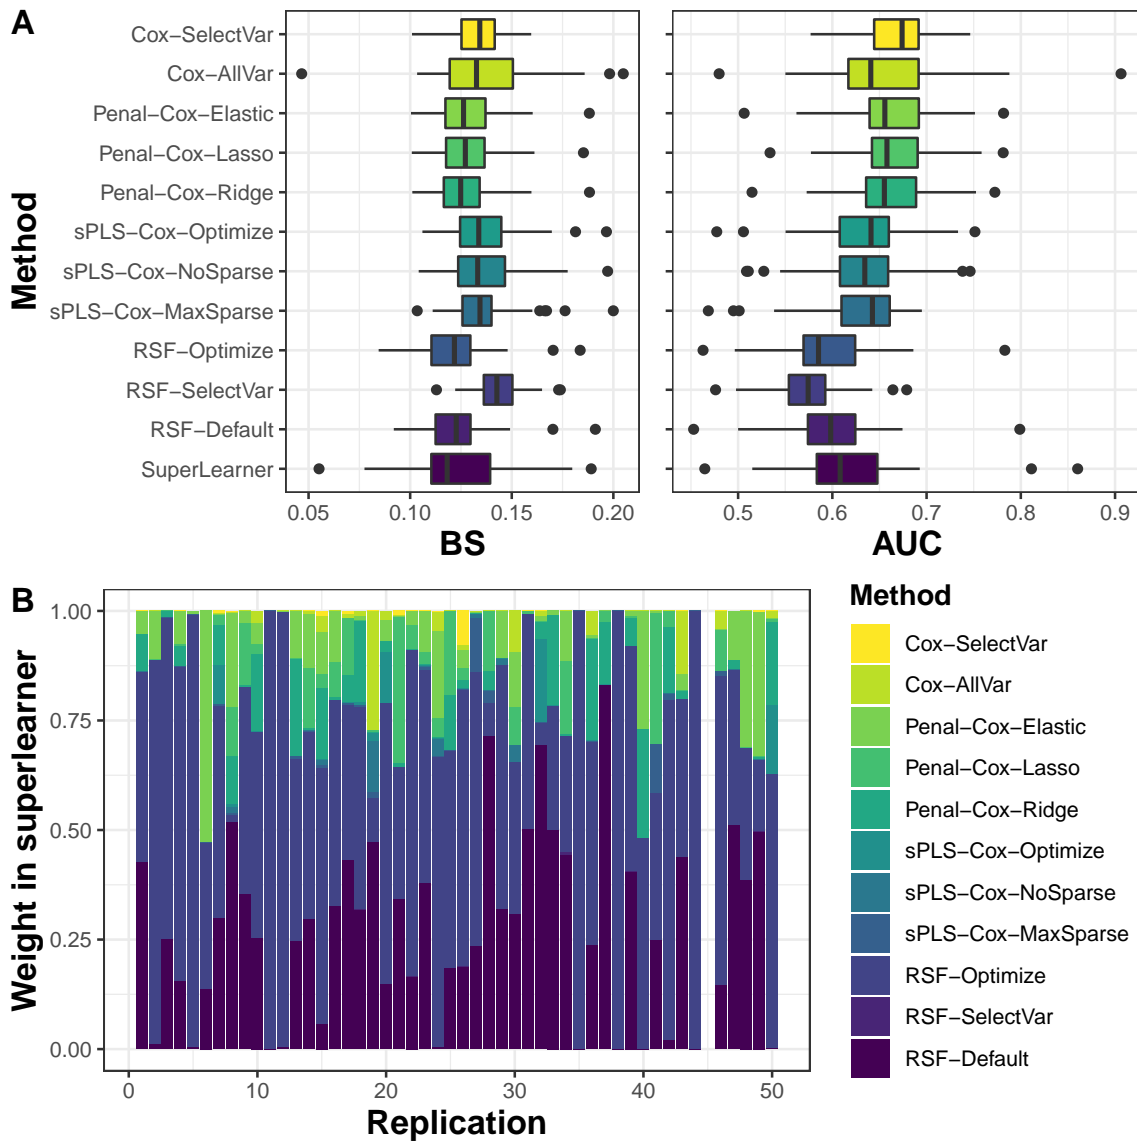 A
Method
Cox−SelectVar
Cox−AllVar
Penal−Cox−Elastic
Penal−Cox−Lasso
Penal−Cox−Ridge
sPLS−Cox−Optimize
sPLS−Cox−NoSparse
sPLS−Cox−MaxSparse
RSF−Optimize
RSF−SelectVar
RSF−Default
SuperLearner
0.05 0.10 0.15 0.20
BS
0.5 0.6 0.7 0.8 0.9
AUC
B
Weight in superlearner
1.00
0.75
0.50
0.25
0.00
0 10 20 30 40 50
Replication
Method
Cox−SelectVar
Cox−AllVar
Penal−Cox−Elastic
Penal−Cox−Lasso
Penal−Cox−Ridge
sPLS−Cox−Optimize
sPLS−Cox−NoSparse
sPLS−Cox−MaxSparse
RSF−Optimize
RSF−SelectVar
RSF−Default